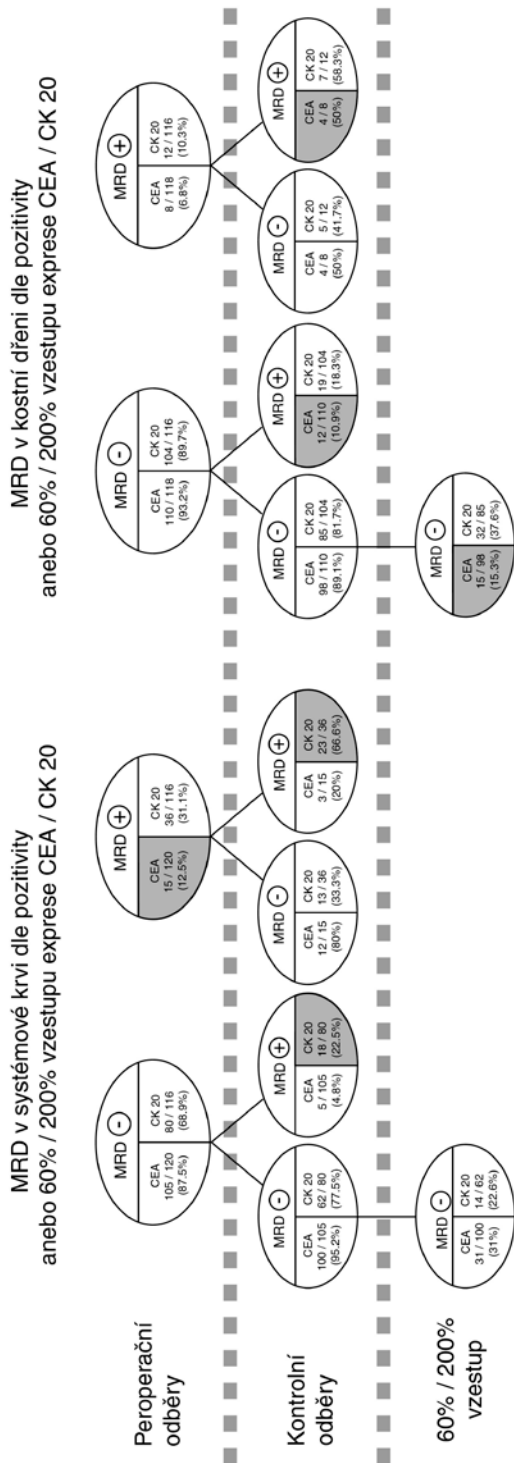 MRD v systémové krvi dle pozitivity
anebo 60% / 200% vzestupu exprese CEA / CK 20
MRD v kostní dřeni dle pozitivity
anebo 60% / 200% vzestupu exprese CEA / CK 20
Peroperační
odběry
MRD -
CEA
105 / 120
(87.5%)
CK 20
80 / 116
(68.9%)
MRD +
CEA
15 / 120
(12.5%)
CK 20
36 / 116
(31.1%)
MRD -
CEA
110 / 118
(93.2%)
CK 20
104 / 116
(89.7%)
MRD +
CEA
8 / 118
(6.8%)
CK 20
12 / 116
(10.3%)
Kontrolní
odběry
MRD -
CEA
100 / 105
(95.2%)
CK 20
62 / 80
(77.5%)
MRD +
CEA
5 / 105
(4.8%)
CK 20
18 / 80
(22.5%)
MRD -
CEA
12 / 15
(80%)
CK 20
13 / 36
(33.3%)
MRD +
CEA
3 / 15
(20%)
CK 20
23 / 36
(66.6%)
MRD -
CEA
98 / 110
(89.1%)
CK 20
85 / 104
(81.7%)
MRD +
CEA
12 / 110
(10.9%)
CK 20
19 / 104
(18.3%)
MRD -
CEA
4 / 8
(50%)
CK 20
5 / 12
(41.7%)
MRD +
CEA
4 / 8
(50%)
CK 20
7 / 12
(58.3%)
60% / 200%
vzestup
MRD -
CEA
31 / 100
(31%)
CK 20
14 / 62
(22.6%)
MRD -
CEA
15 / 98
(15.3%)
CK 20
32 / 85
(37.6%)